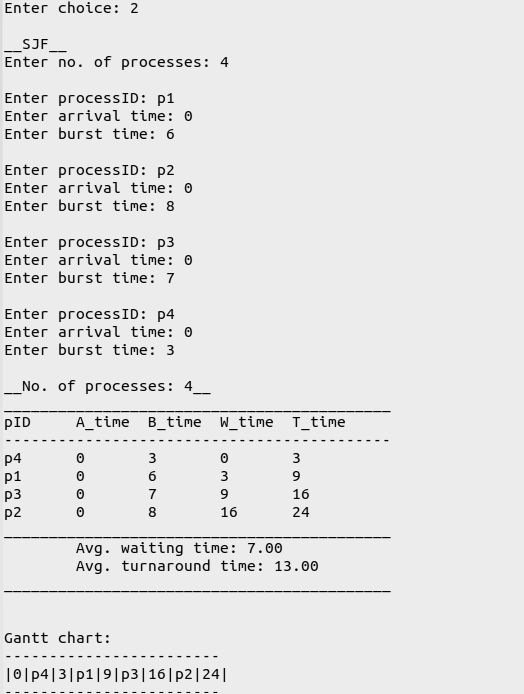 Enter choice: 2
__SJF__
Enter no. of processes: 4
Enter processID: p1
Enter arrival time: 0
Enter burst time: 6
Enter processID: p2
Enter arrival time: 0
Enter burst time: 8
Enter processID: p3
Enter arrival time: 0
Enter burst time: 7
Enter processID: p4
Enter arrival time: 0
Enter burst time: 3
__No. of processes: 4__
___________________________________________
pID     A_time  B_time  W_time  T_time
-------------------------------------------
p4      0       3       0       3
p1      0       6       3       9
p3      0       7       9       16
p2      0       8       16      24
___________________________________________
        Avg. waiting time: 7.00
        Avg. turnaround time: 13.00
___________________________________________
Gantt chart:
------------------------
|0|p4|3|p1|9|p3|16|p2|24|
------------------------